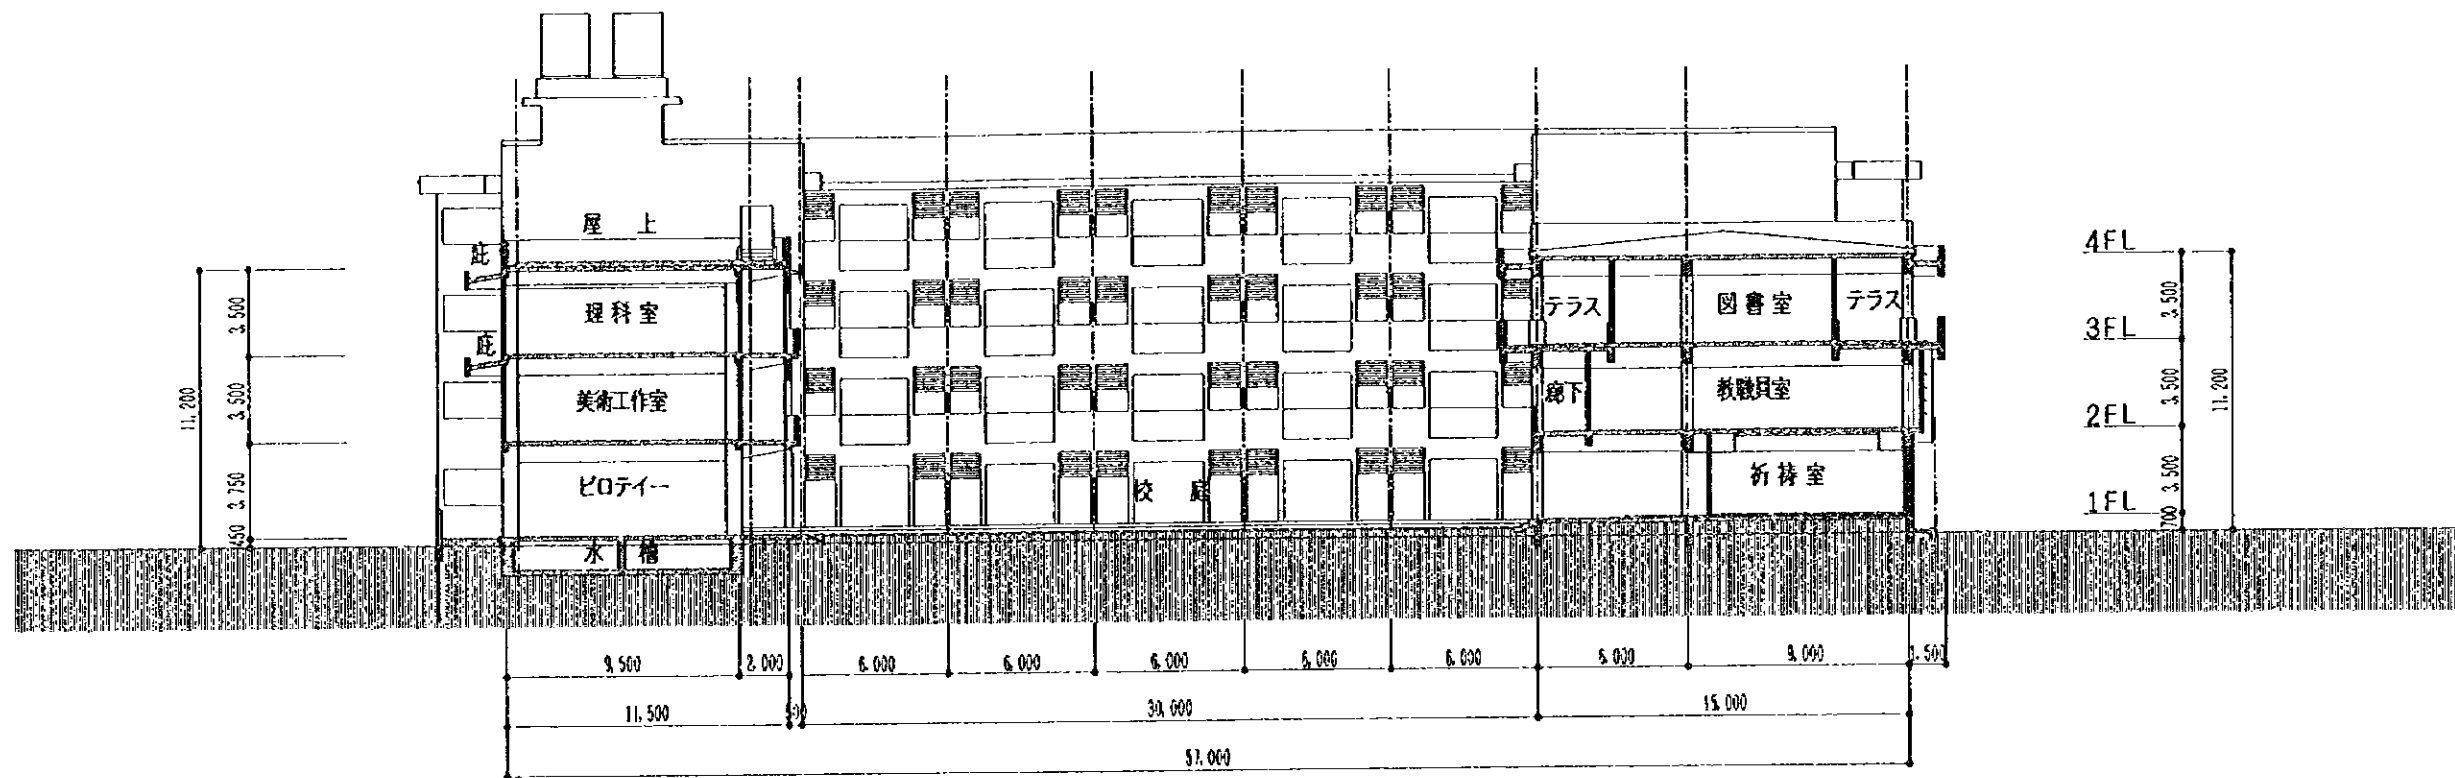 屋 上
庇
4FL
理科室
テラス
図書室
テラス
3,500
3,500
庇
3FL
美術工作室
廊下
教職員室
11,200
3,500
3,500
11,200
2FL
ピロテイー
校 庭
祈祷室
3,750
3,500
1FL
450
700
水 槽
9,500
2,000
6,000
6,000
6,000
6,000
6,000
6,000
9,000
1,500
11,500
500
30,000
15,000
57,000